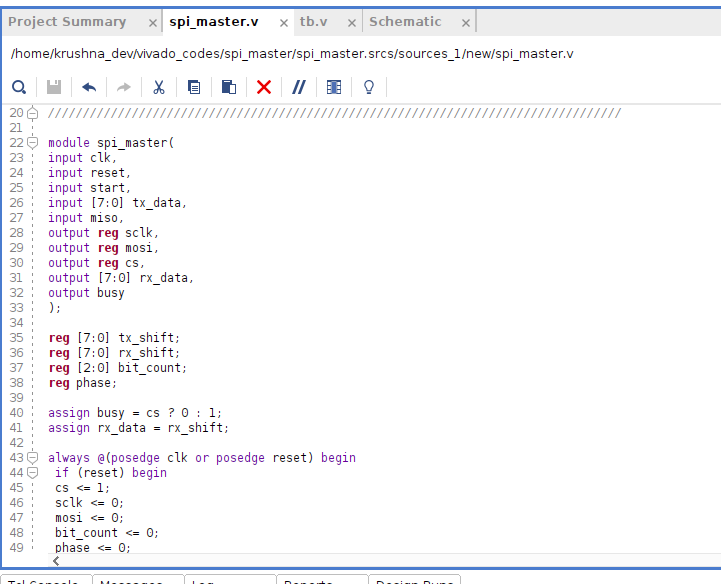 Project Summary × spi_master.v × tb.v × Schematic ×
/home/krushna_dev/vivado_codes/spi_master/spi_master.srcs/sources_1/new/spi_master.v
20 //////////////////////////////////////////////////////////////////////////////////
21
22 module spi_master(
23 input clk,
24 input reset,
25 input start,
26 input [7:0] tx_data,
27 input miso,
28 output reg sclk,
29 output reg mosi,
30 output reg cs,
31 output [7:0] rx_data,
32 output busy
33 );
34
35 reg [7:0] tx_shift;
36 reg [7:0] rx_shift;
37 reg [2:0] bit_count;
38 reg phase;
39
40 assign busy = cs ? 0 : 1;
41 assign rx_data = rx_shift;
42
43 always @(posedge clk or posedge reset) begin
44 if (reset) begin
45 cs <= 1;
46 sclk <= 0;
47 mosi <= 0;
48 bit_count <= 0;
49 phase <= 0;
Tcl Console Messages Log Reports Design Runs